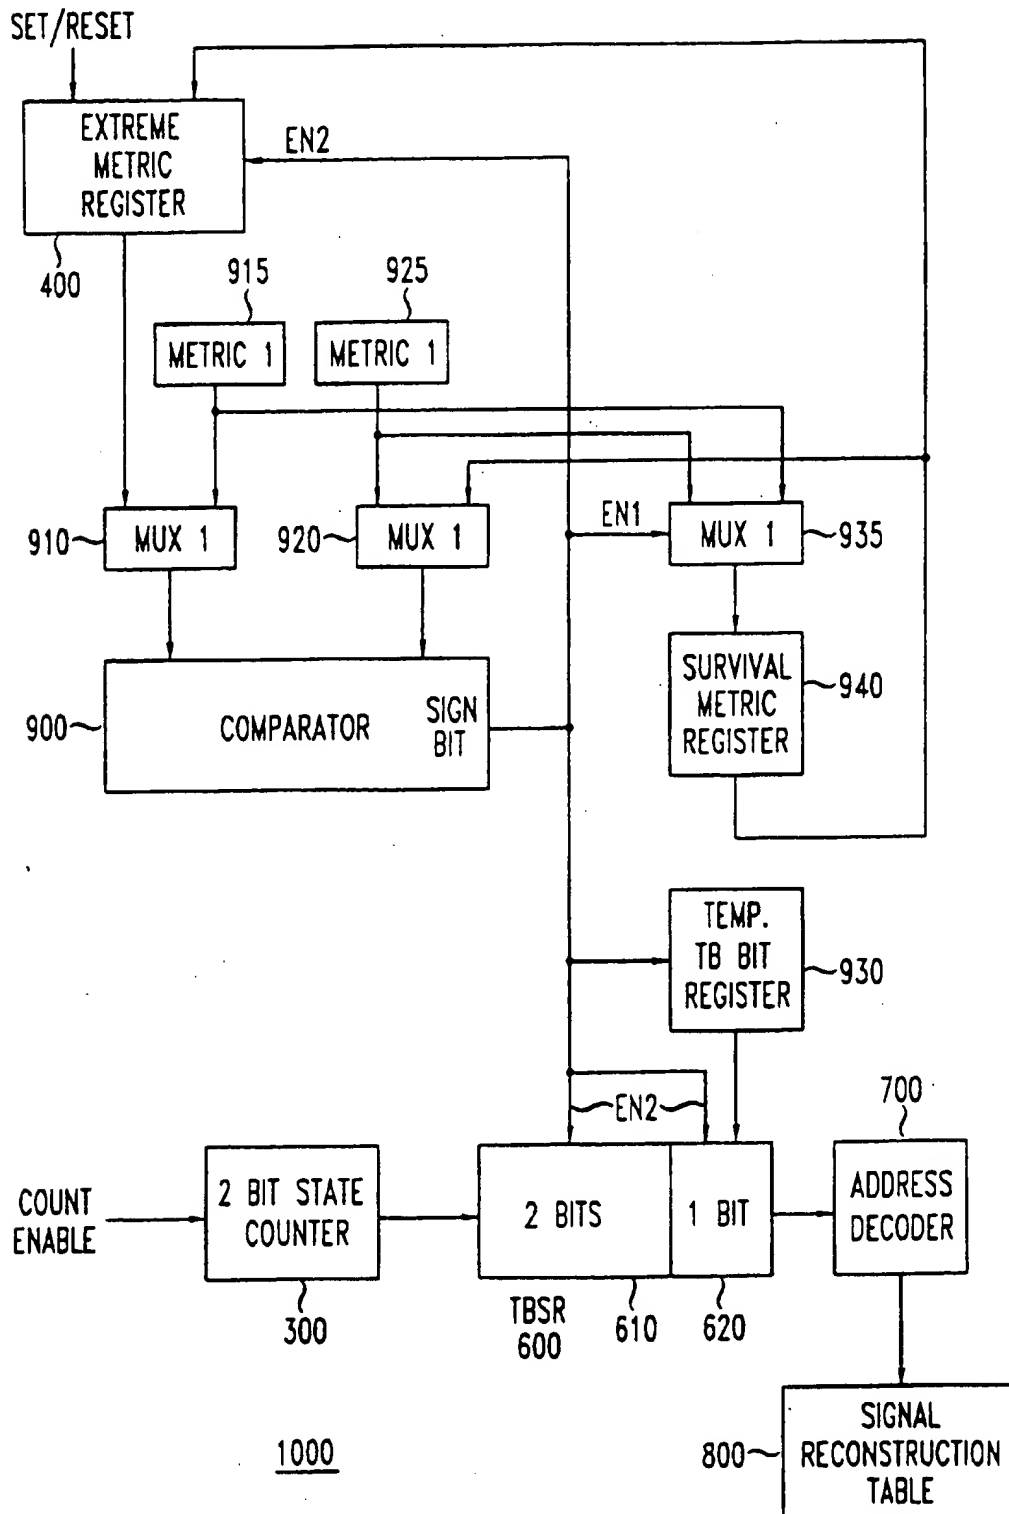 SET/RESET
EXTREME
METRIC
REGISTER
EN2
400
915
925
METRIC 1
METRIC 1
910
MUX 1
920
MUX 1
EN1
MUX 1
935
900
COMPARATOR
SIGN
BIT
SURVIVAL
METRIC
REGISTER
940
TEMP.
TB BIT
REGISTER
930
EN2
700
COUNT
ENABLE
2 BIT STATE
COUNTER
2 BITS
1 BIT
ADDRESS
DECODER
300
TBSR
600
610
620
1000
800
SIGNAL
RECONSTRUCTION
TABLE